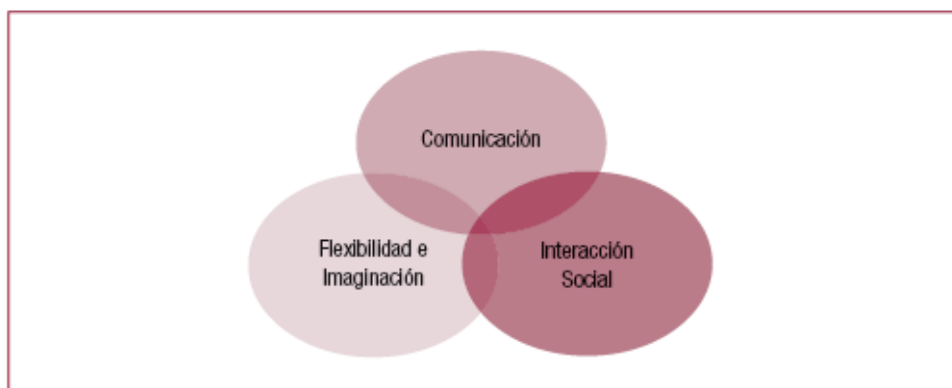 Comunicación
Flexibilidad e
Imaginación
Interacción
Social